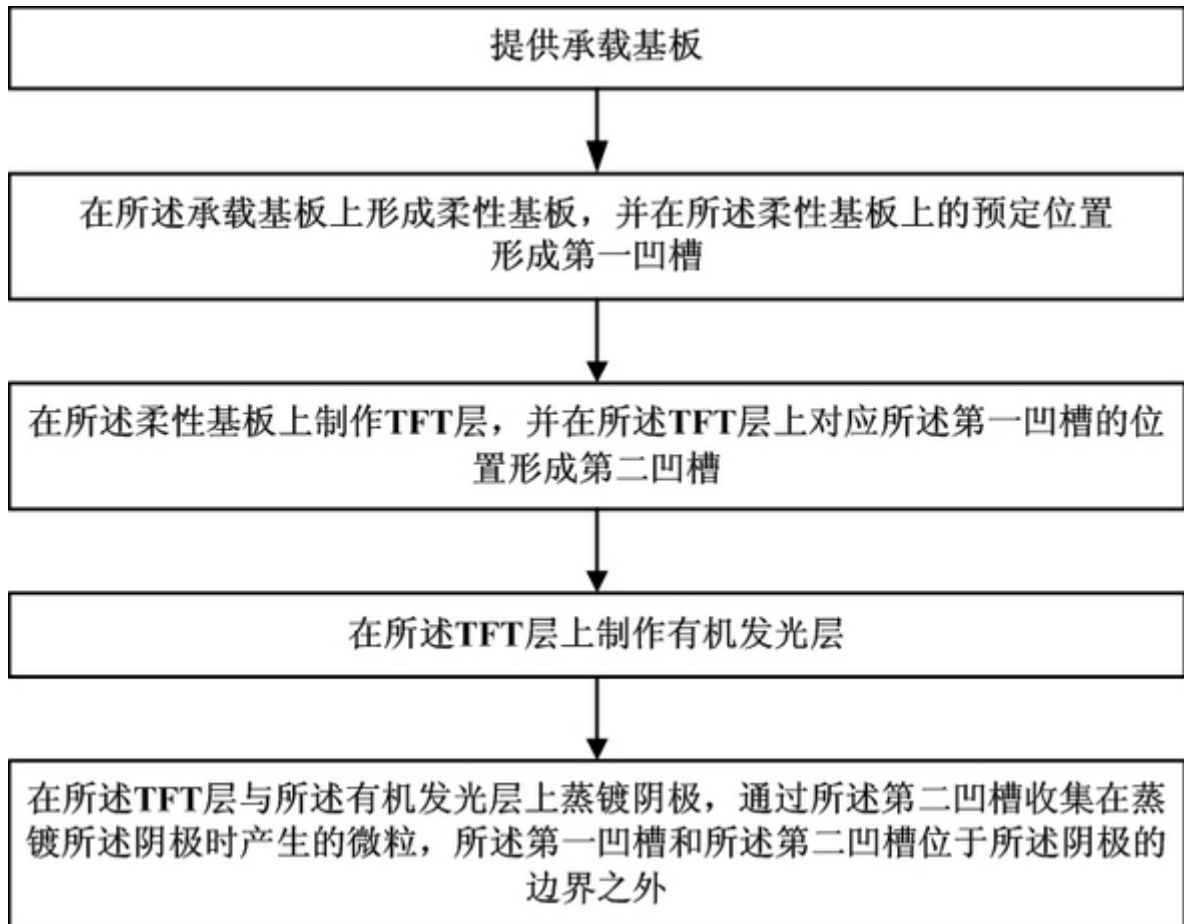 提供承载基板
在所述承载基板上形成柔性基板，并在所述柔性基板上的预定位置
形成第一凹槽
在所述柔性基板上制作TFT层，并在所述TFT层上对应所述第一凹槽的位
置形成第二凹槽
在所述TFT层上制作有机发光层
在所述TFT层与所述有机发光层上蒸镀阴极，通过所述第二凹槽收集在蒸
镀所述阴极时产生的微粒，所述第一凹槽和所述第二凹槽位于所述阴极的
边界之外